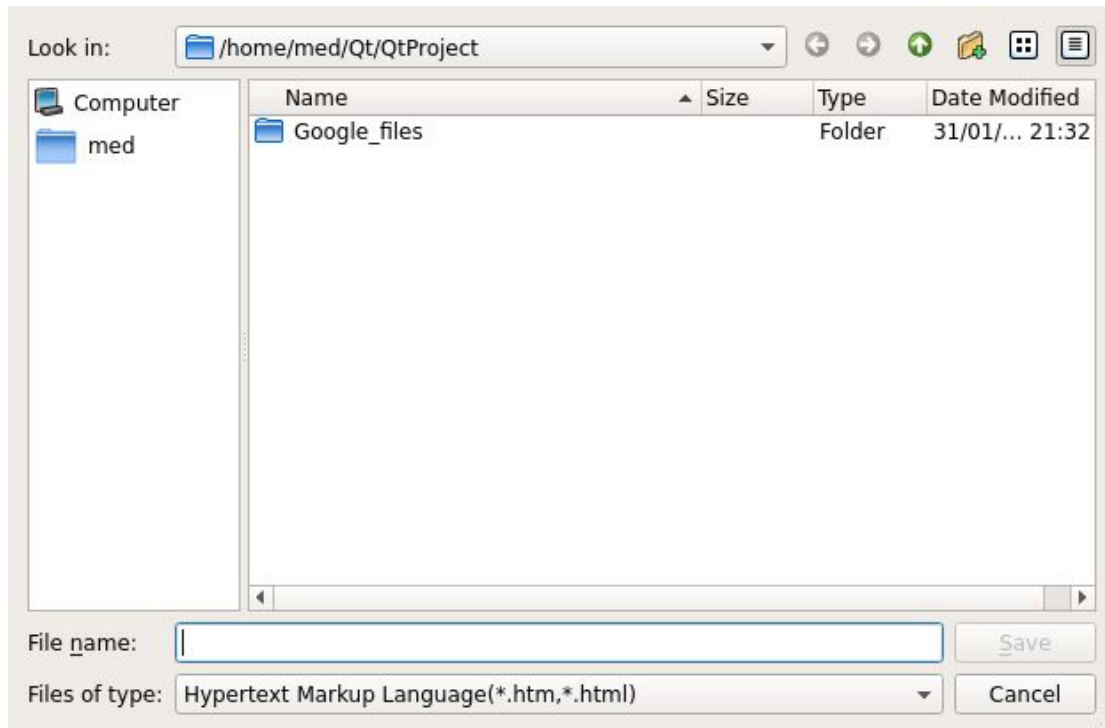 Look in: /home/med/Qt/QtProject
Computer
med
Name Size Type Date Modified
Google_files Folder 31/01/... 21:32
File name: Save
Files of type: Hypertext Markup Language(*.htm,*.html) Cancel